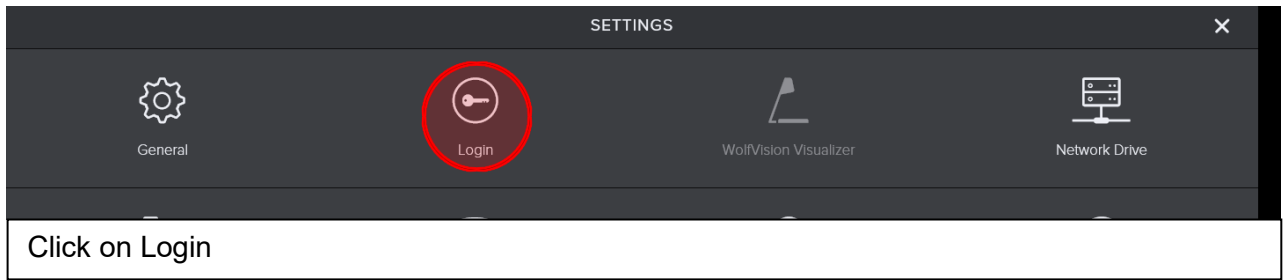 SETTINGS
General
Login
WolfVision Visualizer
Network Drive
Click on Login